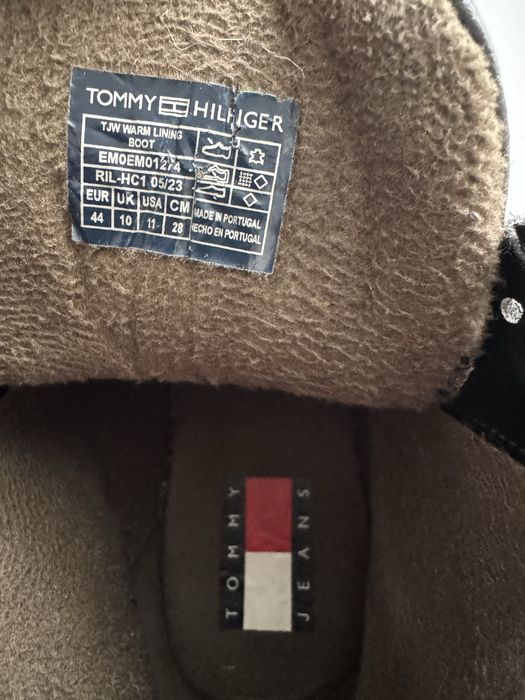 TOMMY HILFIGER
TJW WARM LINING
BOOT
EM0EM01274
RIL-HC1 05/23
EUR UK USA CM
44 10 11 28
MADE IN PORTUGAL
HECHO EN PORTUGAL
TOMMY
JEANS